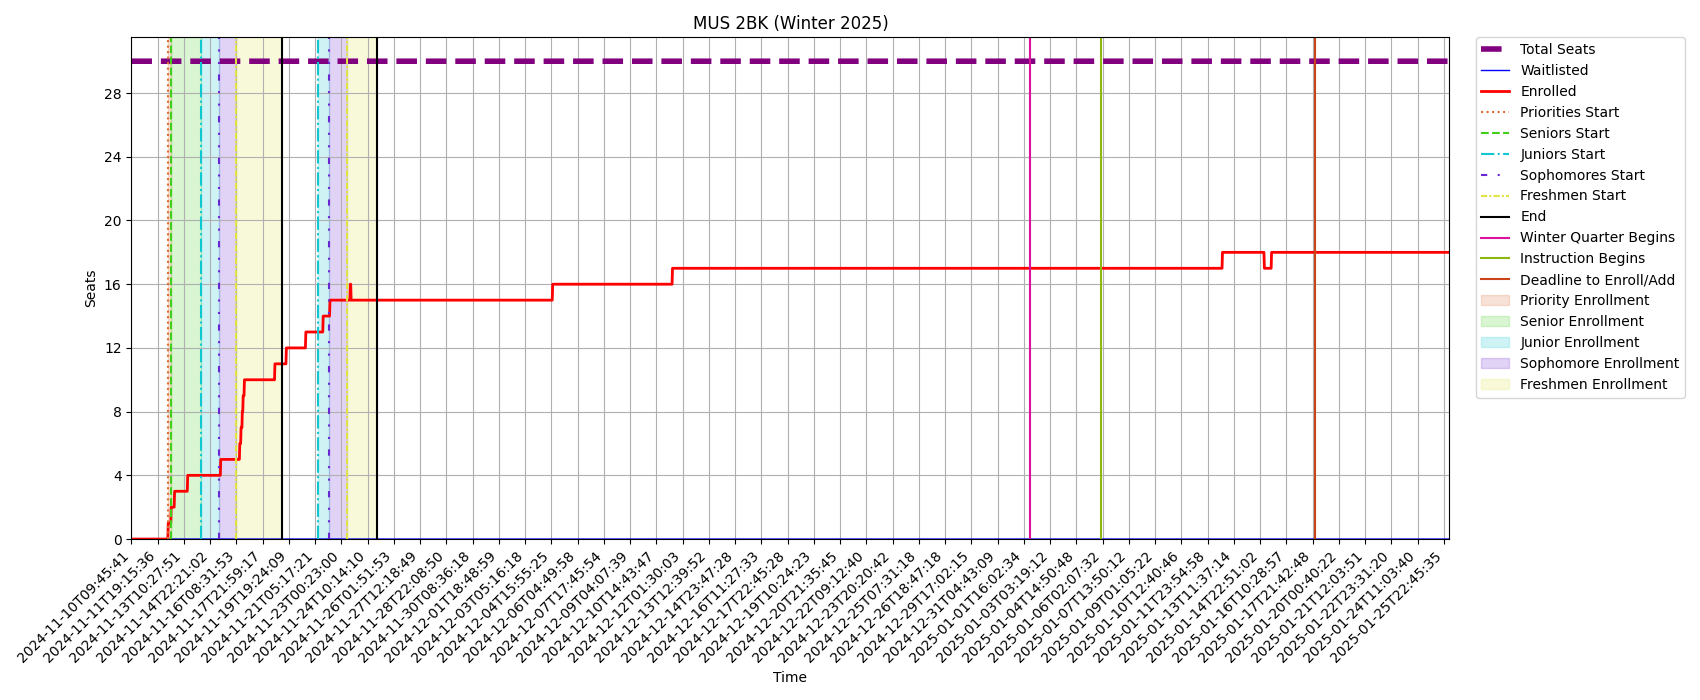 MUS 2BK (Winter 2025)
Seats
28
24
20
16
12
8
4
0
2024-11-10T09:45:41
2024-11-11T19:15:36
2024-11-13T10:27:51
2024-11-14T22:21:02
2024-11-16T08:31:53
2024-11-17T21:59:17
2024-11-19T19:24:09
2024-11-21T05:17:21
2024-11-23T00:23:00
2024-11-24T10:14:10
2024-11-26T01:51:53
2024-11-27T12:18:49
2024-11-28T22:08:50
2024-11-30T08:36:18
2024-12-01T18:48:59
2024-12-03T05:16:18
2024-12-04T15:55:25
2024-12-06T04:49:58
2024-12-07T17:45:54
2024-12-09T04:07:39
2024-12-10T14:43:47
2024-12-12T01:30:03
2024-12-13T12:39:52
2024-12-14T23:47:28
2024-12-16T11:27:33
2024-12-17T22:45:28
2024-12-19T10:24:23
2024-12-20T21:35:45
2024-12-22T09:12:40
2024-12-23T20:20:42
2024-12-25T07:31:18
2024-12-26T18:47:18
2024-12-29T17:02:15
2024-12-31T04:43:09
2025-01-01T16:02:34
2025-01-03T03:19:12
2025-01-04T14:50:48
2025-01-06T02:07:32
2025-01-07T13:50:12
2025-01-09T01:05:22
2025-01-10T12:40:46
2025-01-11T23:54:58
2025-01-13T11:37:14
2025-01-14T22:51:02
2025-01-16T10:28:57
2025-01-17T21:42:48
2025-01-20T00:40:22
2025-01-21T12:03:51
2025-01-22T23:31:20
2025-01-24T11:03:40
2025-01-25T22:45:35
Time
Total Seats
Waitlisted
Enrolled
Priorities Start
Seniors Start
Juniors Start
Sophomores Start
Freshmen Start
End
Winter Quarter Begins
Instruction Begins
Deadline to Enroll/Add
Priority Enrollment
Senior Enrollment
Junior Enrollment
Sophomore Enrollment
Freshmen Enrollment